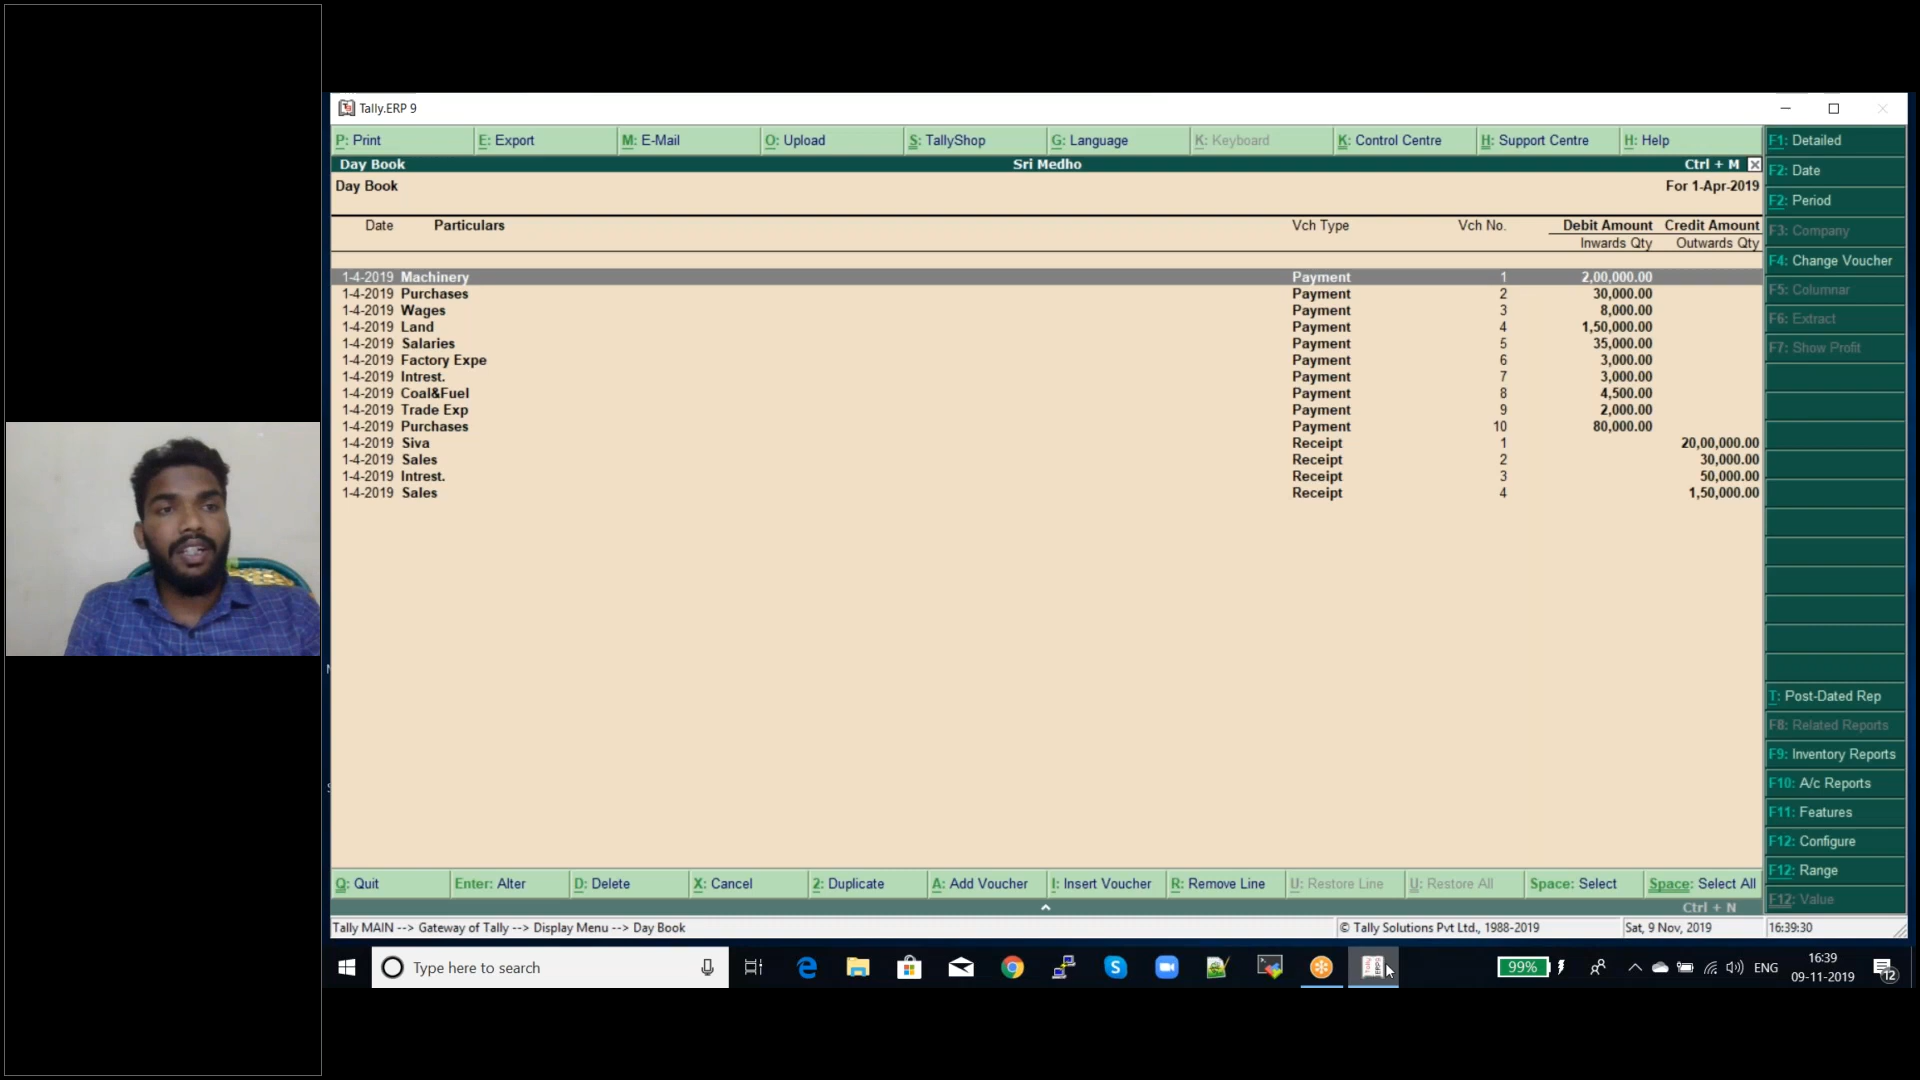 Tally.ERP 9
P: Print E: Export M: E-Mail O: Upload S: TallyShop G: Language K: Keyboard K: Control Centre H: Support Centre H: Help
Day Book Sri Medho Ctrl + M
Day Book For 1-Apr-2019
Date Particulars Vch Type Vch No. Debit Amount Credit Amount
Inwards Qty Outwards Qty
1-4-2019 Machinery Payment 1 2,00,000.00
1-4-2019 Purchases Payment 2 30,000.00
1-4-2019 Wages Payment 3 8,000.00
1-4-2019 Land Payment 4 1,50,000.00
1-4-2019 Salaries Payment 5 35,000.00
1-4-2019 Factory Expe Payment 6 3,000.00
1-4-2019 Intrest. Payment 7 3,000.00
1-4-2019 Coal&Fuel Payment 8 4,500.00
1-4-2019 Trade Exp Payment 9 2,000.00
1-4-2019 Purchases Payment 10 80,000.00
1-4-2019 Siva Receipt 1 20,00,000.00
1-4-2019 Sales Receipt 2 30,000.00
1-4-2019 Intrest. Receipt 3 50,000.00
1-4-2019 Sales Receipt 4 1,50,000.00
F1: Detailed
F2: Date
F2: Period
F3: Company
F4: Change Voucher
F5: Columnar
F6: Extract
F7: Show Profit
T: Post-Dated Rep
F8: Related Reports
F9: Inventory Reports
F10: A/c Reports
F11: Features
F12: Configure
F12: Range
F12: Value
Q: Quit Enter: Alter D: Delete X: Cancel 2: Duplicate A: Add Voucher I: Insert Voucher R: Remove Line U: Restore Line U: Restore All Space: Select Space: Select All
Ctrl + N
Tally MAIN --> Gateway of Tally --> Display Menu --> Day Book © Tally Solutions Pvt Ltd., 1988-2019 Sat, 9 Nov, 2019 16:39:30
Type here to search 99% ENG 16:39
09-11-2019 12